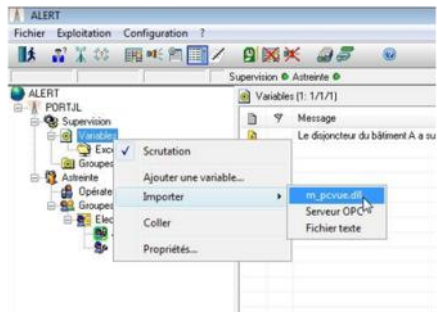 ALERT
Fichier Exploitation Configuration ?
Supervision Astreinte
ALERT
PORTJL
Supervision
Variables
Exce
Groupes
Astreinte
Opérate
Groupes
Elec
Variables (1: 1/1/1)
Message
Le disjoncteur du bâtiment A a su
Scrutation
Ajouter une variable...
Importer
Coller
Propriétés...
m_pcvue.dll
Serveur OPC
Fichier texte